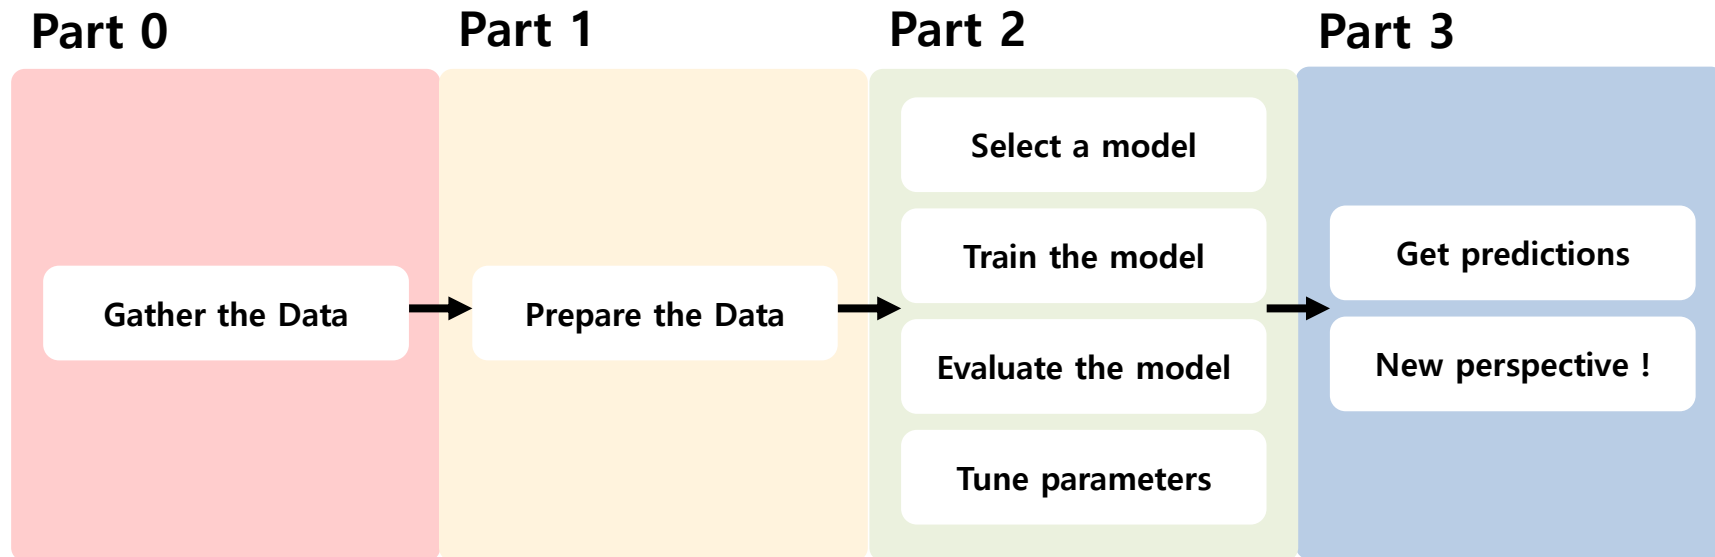 Part 0
Part 1
Part 2
Part 3
Gather the Data
Prepare the Data
Select a model
Train the model
Evaluate the model
Tune parameters
Get predictions
New perspective !